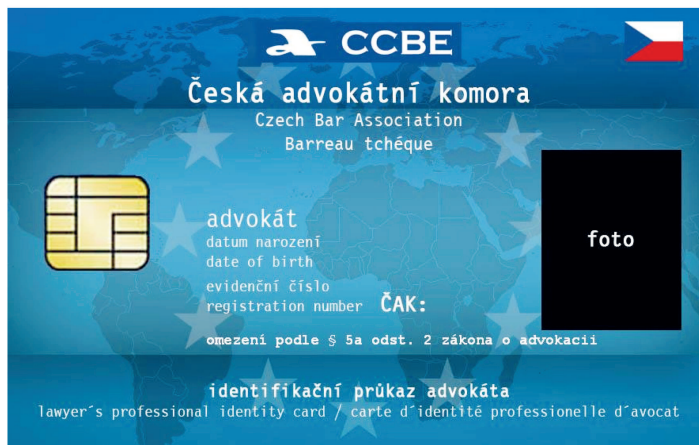 CCBE
Česká advokátní komora
Czech Bar Association
Barreau tchéque
advokát
datum narození
date of birth
foto
evidenční číslo
registration number ČAK:
omezení podle § 5a odst. 2 zákona o advokacii
identifikační průkaz advokáta
lawyer´s professional identity card / carte d´identité professionelle d´avocat